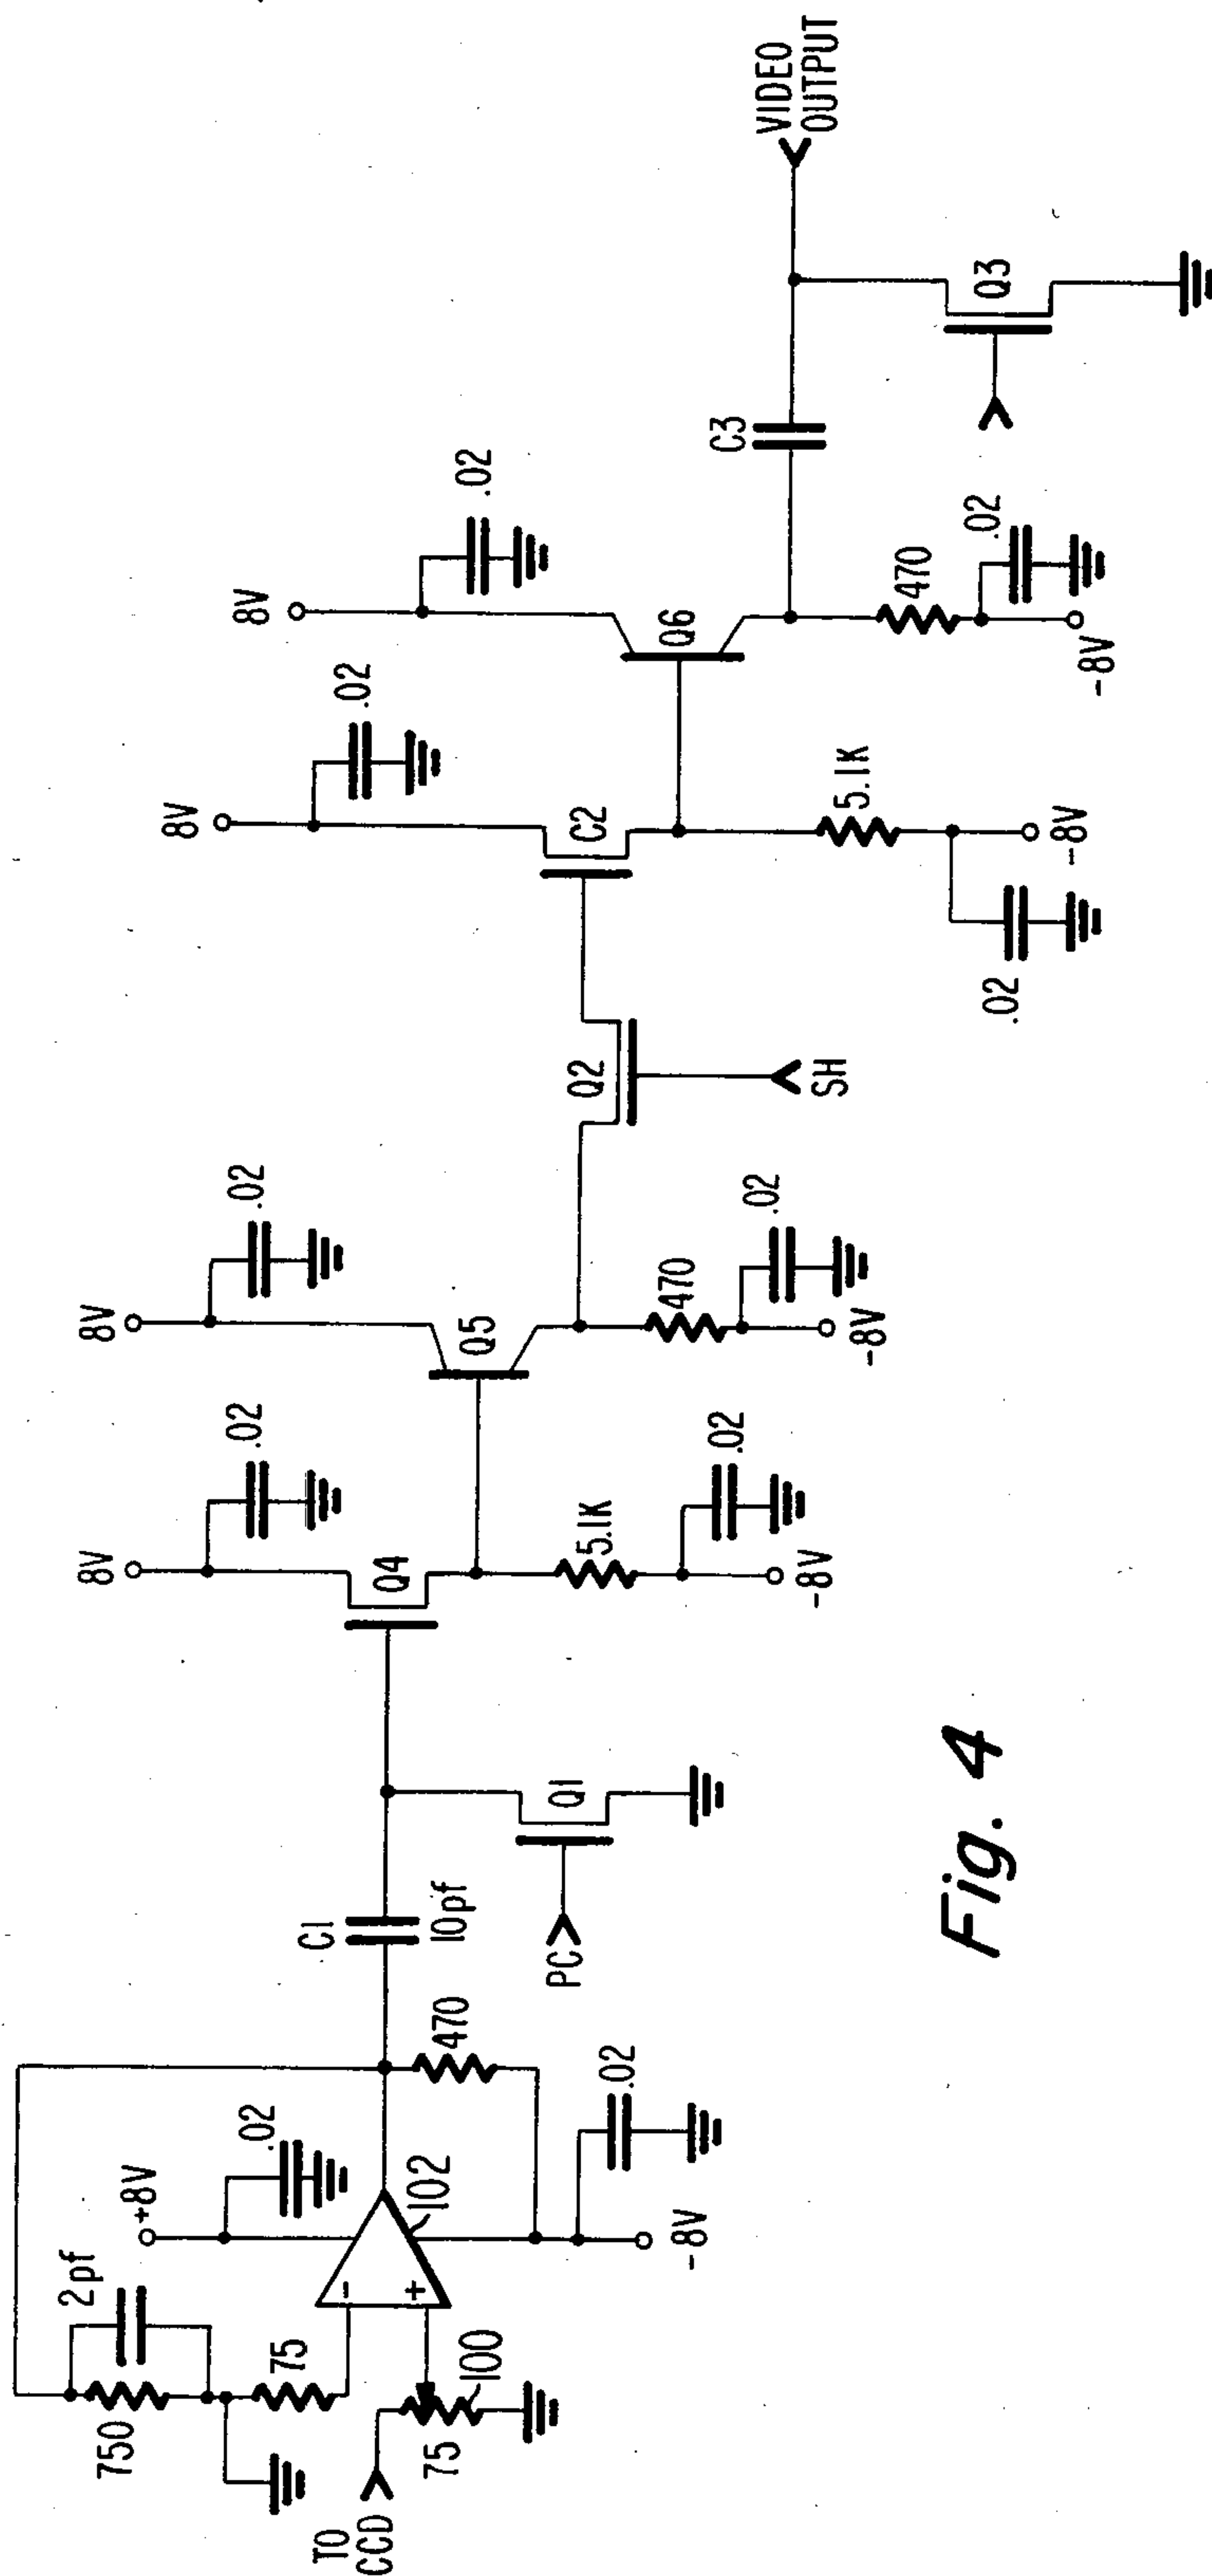 TO
CCD
75
100
750
2pf
75
+8V
.02
-
+
102
-8V
.02
470
C1
10pf
PC
Q1
8V
.02
Q4
5.1K
.02
-8V
8V
.02
Q5
470
.02
-8V
Q2
SH
8V
.02
C2
5.1K
.02
-8V
8V
.02
Q6
470
.02
-8V
C3
Q3
VIDEO
OUTPUT
Fig. 4